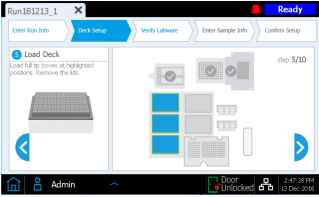 Run181213_1
Ready
Enter Run Info
Deck Setup
Verify Labware
Enter Sample Info
Confirm Setup
5 Load Deck
Load full tip boxes at highlighted
positions. Remove the lids.
step 5/10
Admin
Door
Unlocked
2:47:28 PM
13 Dec 2018